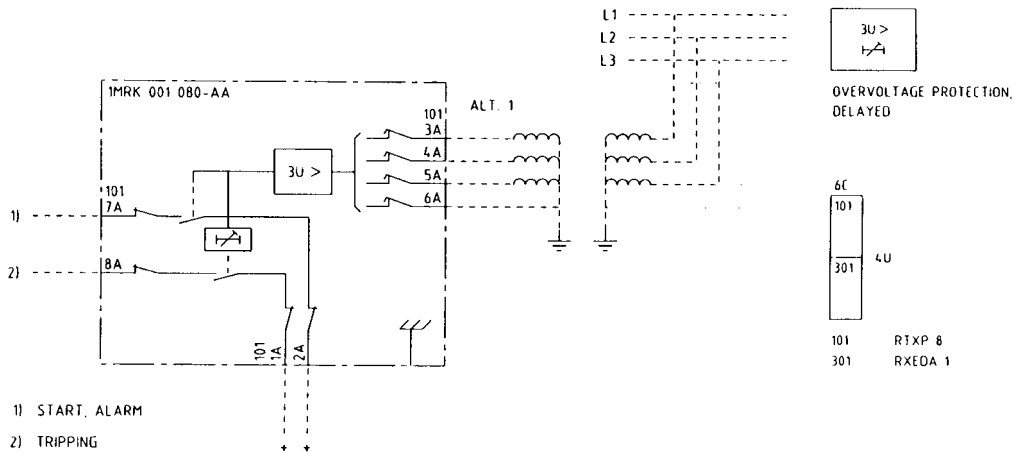 L1
L2
L3
3U >
OVERVOLTAGE PROTECTION,
DELAYED
1MRK 001 080-AA
ALT. 1
101
3A
4A
5A
6A
3U >
101
7A
1)
8A
2)
101
1A
2A
6C
101
301
4U
101 RTXP 8
301 RXEDA 1
1) START, ALARM
2) TRIPPING